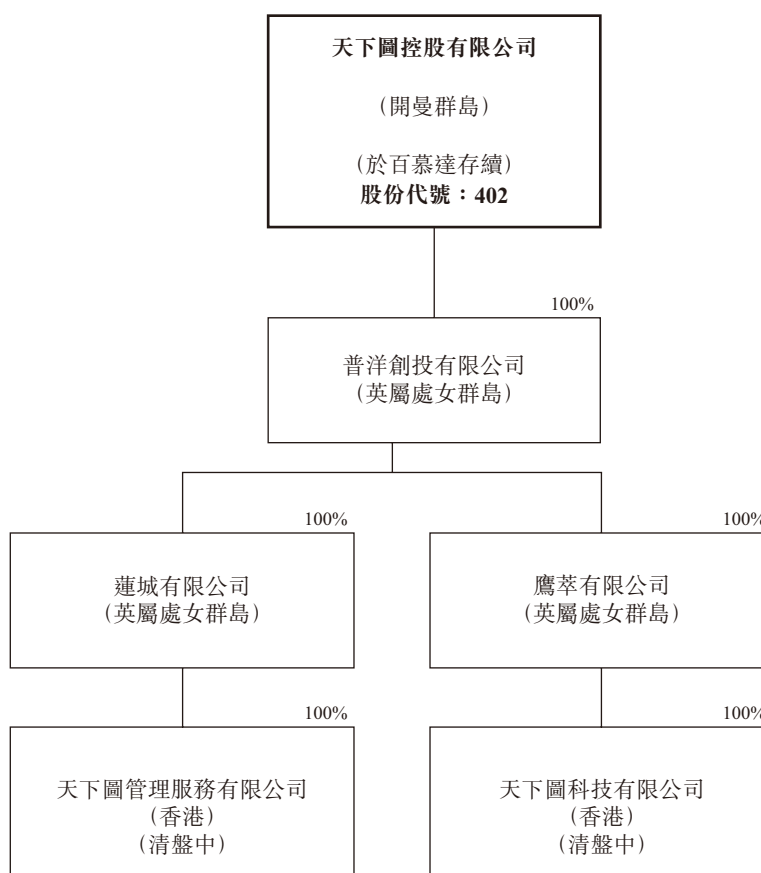 天下圖控股有限公司
（開曼群島）
（於百慕達存續）
股份代號：402
100%
普洋創投有限公司
（英屬處女群島）
100%
蓮城有限公司
（英屬處女群島）
100%
鷹萃有限公司
（英屬處女群島）
100%
天下圖管理服務有限公司
（香港）
（清盤中）
100%
天下圖科技有限公司
（香港）
（清盤中）